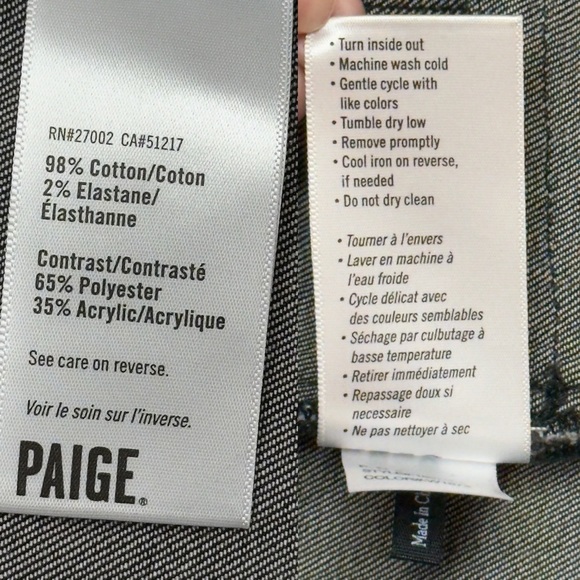 RN#27002 CA#51217
98% Cotton/Coton
2% Elastane/
Élasthanne
Contrast/Contrasté
65% Polyester
35% Acrylic/Acrylique
See care on reverse.
Voir le soin sur l'inverse.
PAIGE®
• Turn inside out
• Machine wash cold
• Gentle cycle with
like colors
• Tumble dry low
• Remove promptly
• Cool iron on reverse,
if needed
• Do not dry clean
• Tourner à l'envers
• Laver en machine à
l'eau froide
• Cycle délicat avec
des couleurs semblables
• Séchage par culbutage à
basse temperature
• Retirer immédiatement
• Repassage doux si
necessaire
• Ne pas nettoyer à sec
Made in